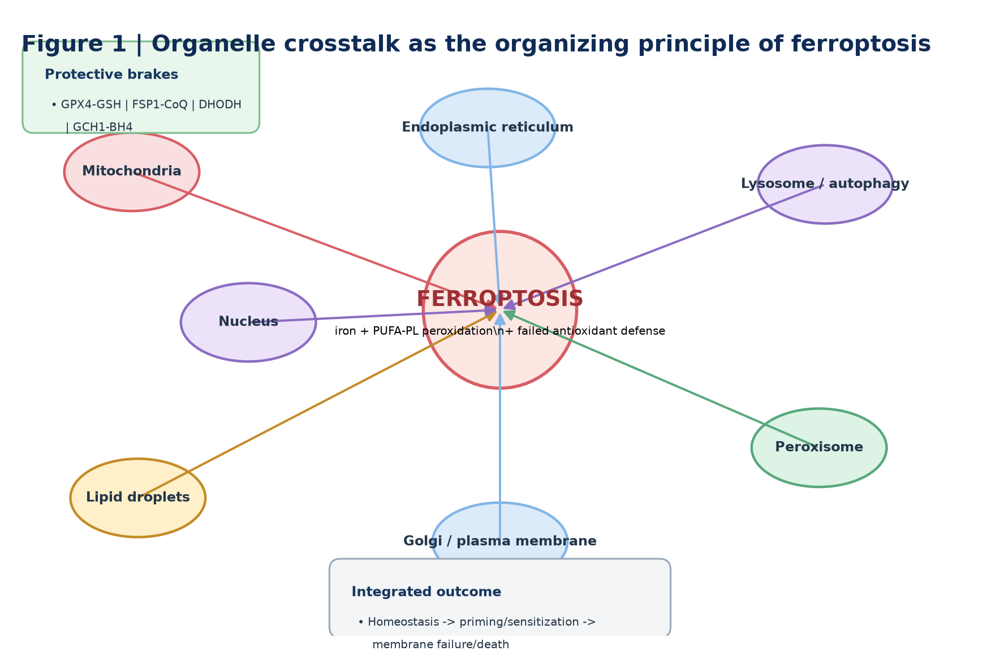 Figure 1 | Organelle crosstalk as the organizing principle of ferroptosis
Protective brakes
• GPX4-GSH | FSP1-CoQ | DHODH
| GCH1-BH4
Endoplasmic reticulum
Mitochondria
Lysosome / autophagy
FERROPTOSIS
Nucleus
iron + PUFA-PL peroxidation\n+ failed antioxidant defense
Peroxisome
Lipid droplets
Golgi / plasma membrane
Integrated outcome
• Homeostasis -> priming/sensitization ->
membrane failure/death